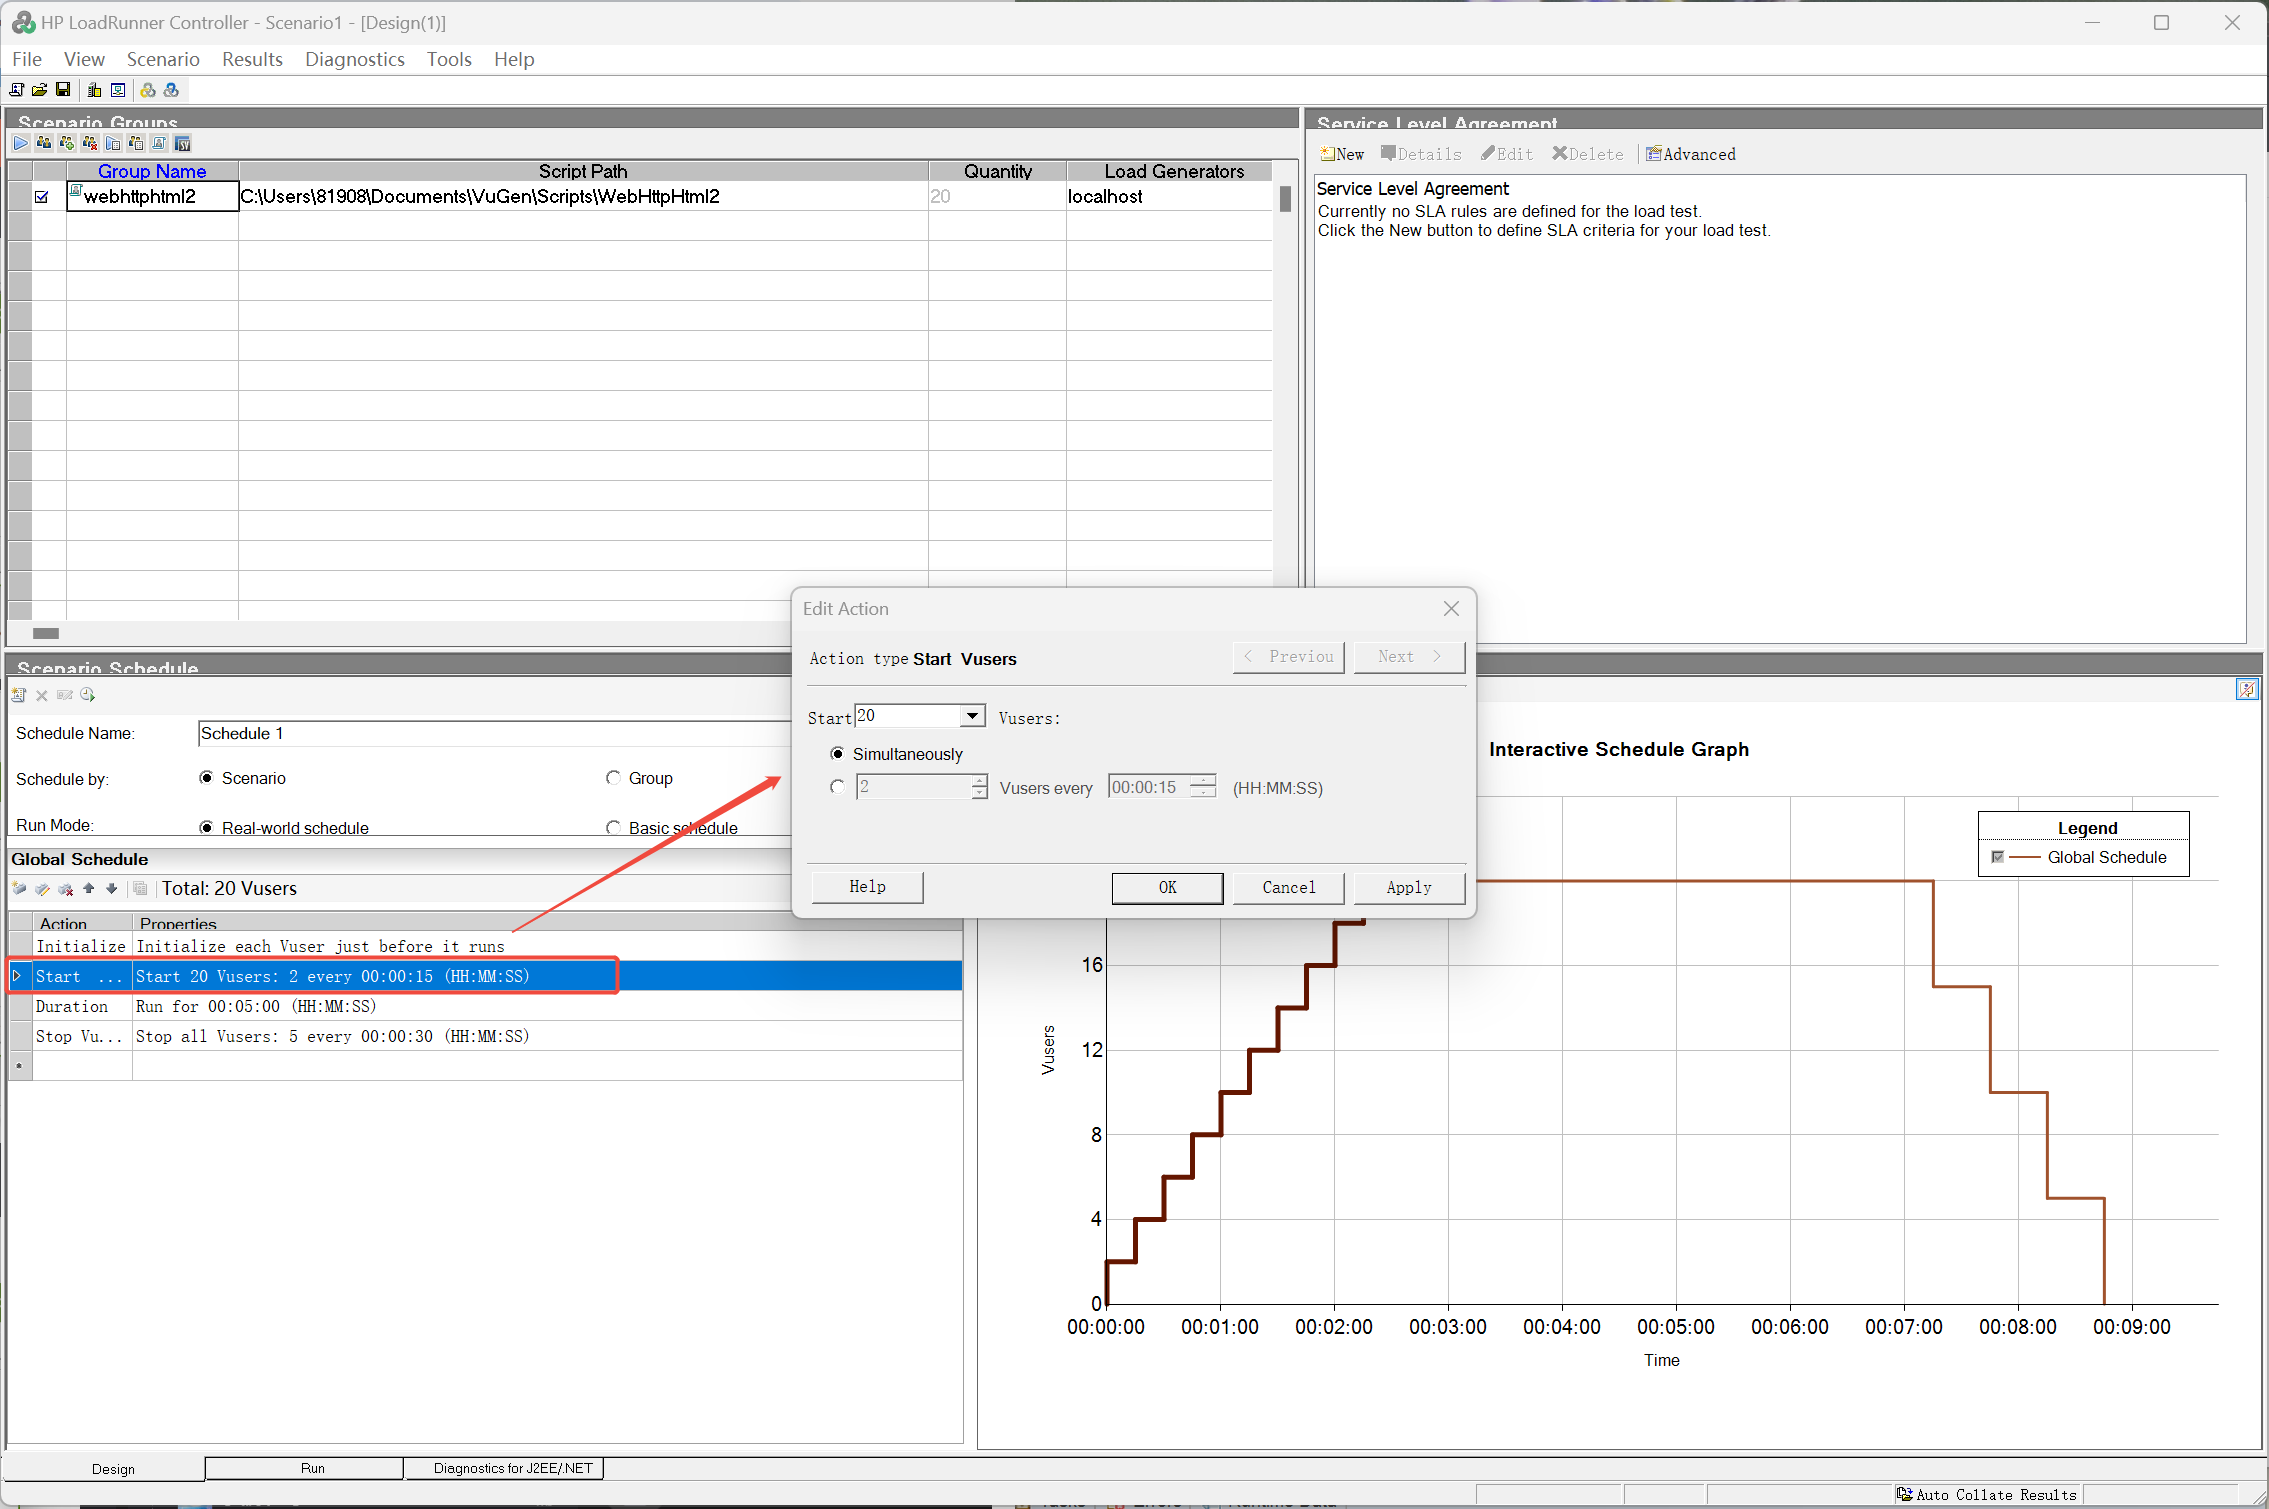 HP LoadRunner Controller - Scenario1 - [Design(1)]
File View Scenario Results Diagnostics Tools Help
Scenario Groups
Group Name Script Path Quantity Load Generators
webhttphtml2 C:\Users\81908\Documents\VuGen\Scripts\WebHttpHtml2 20 localhost
Service Level Agreement
New Details Edit Delete Advanced
Service Level Agreement
Currently no SLA rules are defined for the load test.
Click the New button to define SLA criteria for your load test.
Scenario Schedule
Schedule Name: Schedule 1
Schedule by: Scenario Group
Run Mode: Real-world schedule Basic schedule
Global Schedule
Total: 20 Vusers
Action Properties
Initialize Initialize each Vuser just before it runs
Start ... Start 20 Vusers: 2 every 00:00:15 (HH:MM:SS)
Duration Run for 00:05:00 (HH:MM:SS)
Stop Vu... Stop all Vusers: 5 every 00:00:30 (HH:MM:SS)
*
Edit Action
Action type Start Vusers < Previou Next >
Start 20 Vusers:
Simultaneously
2 Vusers every 00:00:15 (HH:MM:SS)
Help OK Cancel Apply
Interactive Schedule Graph
Legend
Global Schedule
Vusers
16
12
8
4
0
00:00:00 00:01:00 00:02:00 00:03:00 00:04:00 00:05:00 00:06:00 00:07:00 00:08:00 00:09:00
Time
Design Run Diagnostics for J2EE/.NET
Auto Collate Results